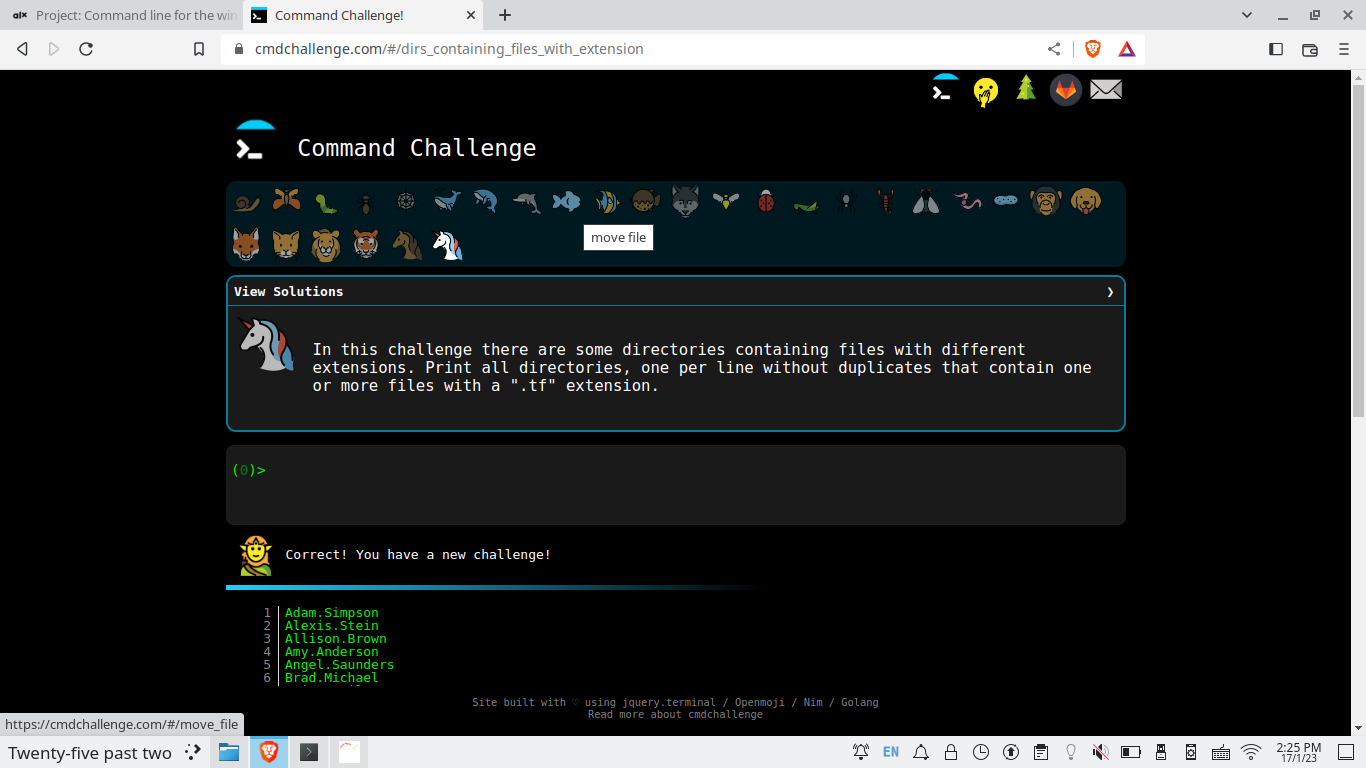 alx Project: Command line for the win
Command Challenge!
cmdchallenge.com/#/dirs_containing_files_with_extension
Command Challenge
move file
View Solutions
In this challenge there are some directories containing files with different
extensions. Print all directories, one per line without duplicates that contain one
or more files with a ".tf" extension.
(0)>
Correct! You have a new challenge!
1 Adam.Simpson
2 Alexis.Stein
3 Allison.Brown
4 Amy.Anderson
5 Angel.Saunders
6 Brad.Michael
Site built with ♡ using jquery.terminal / Openmoji / Nim / Golang
Read more about cmdchallenge
https://cmdchallenge.com/#/move_file
Twenty-five past two
EN
2:25 PM
17/1/23